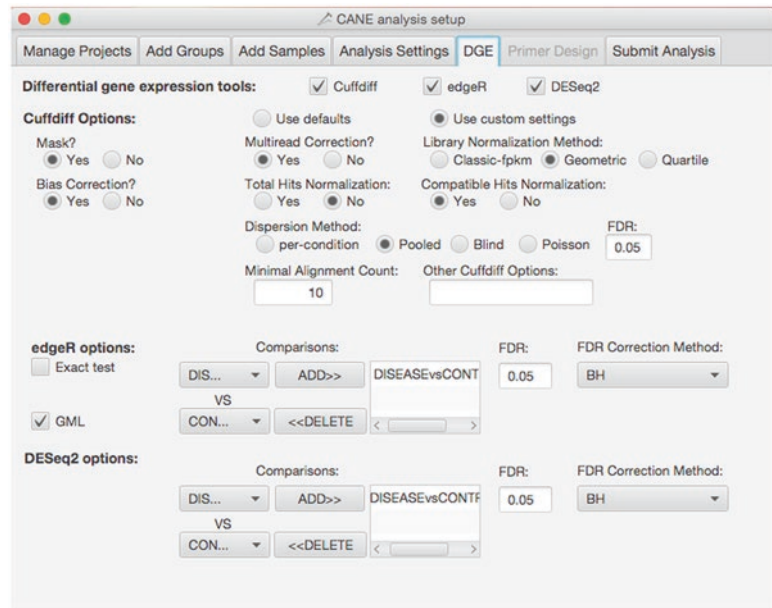 CANE analysis setup
Manage Projects Add Groups Add Samples Analysis Settings DGE Primer Design Submit Analysis
Differential gene expression tools: Cuffdiff edgeR DESeq2
Cuffdiff Options: Use defaults Use custom settings
Mask? Multiread Correction? Library Normalization Method:
Yes No Yes No Classic-fpkm Geometric Quartile
Bias Correction? Total Hits Normalization: Compatible Hits Normalization:
Yes No Yes No Yes No
Dispersion Method: FDR:
per-condition Pooled Blind Poisson 0.05
Minimal Alignment Count: Other Cuffdiff Options:
10
edgeR options: Comparisons: FDR: FDR Correction Method:
Exact test DIS... ADD>> DISEASEvsCONT 0.05 BH
VS
GML CON... <<DELETE
DESeq2 options:
Comparisons: FDR: FDR Correction Method:
DIS... ADD>> DISEASEvsCONTF 0.05 BH
VS
CON... <<DELETE